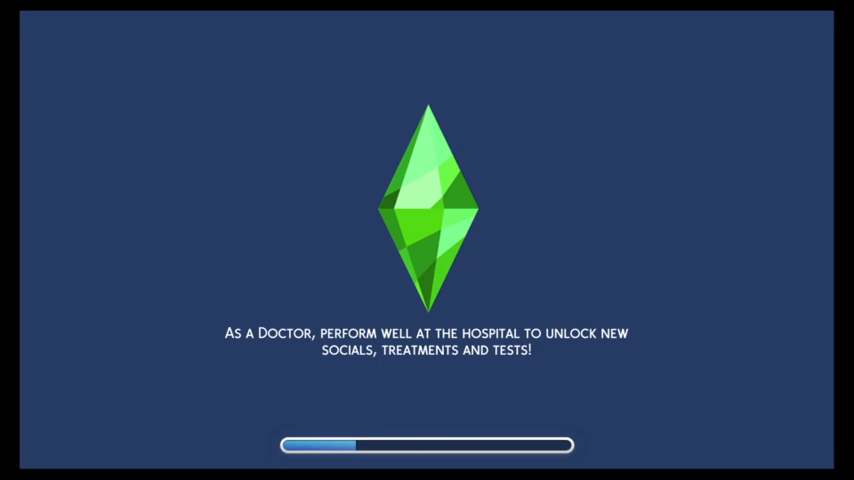 As a Doctor, perform well at the hospital to unlock new
socials, treatments and tests!